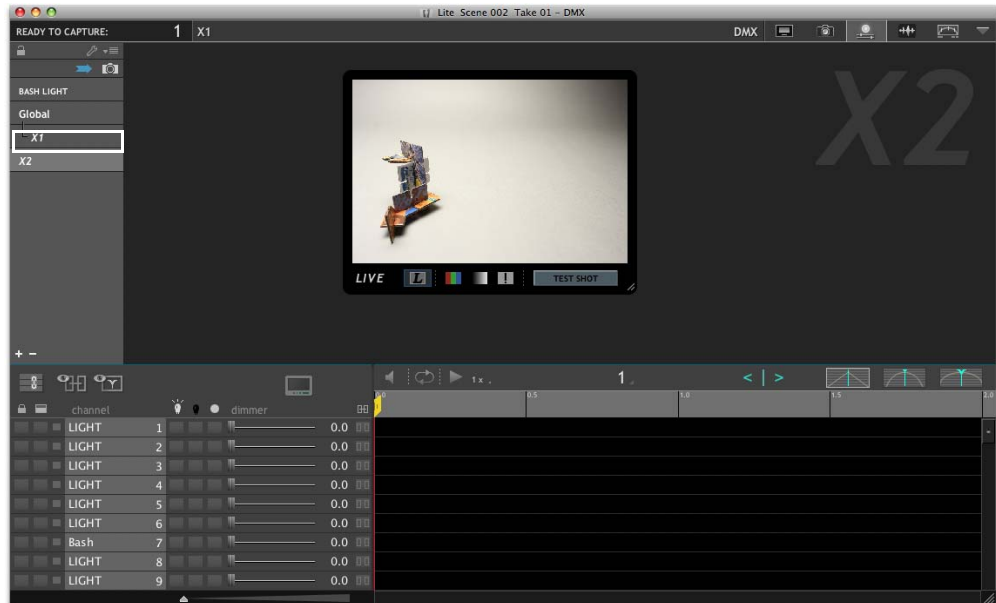 Lite Scene 002 Take 01 – DMX
READY TO CAPTURE: 1 X1 DMX
BASH LIGHT
Global
X1
X2
X2
LIVE L ! TEST SHOT
+ −
1x 1 < | >
channel dimmer
0.5 1.0 1.5 2.0
LIGHT 1 0.0
LIGHT 2 0.0
LIGHT 3 0.0
LIGHT 4 0.0
LIGHT 5 0.0
LIGHT 6 0.0
Bash 7 0.0
LIGHT 8 0.0
LIGHT 9 0.0